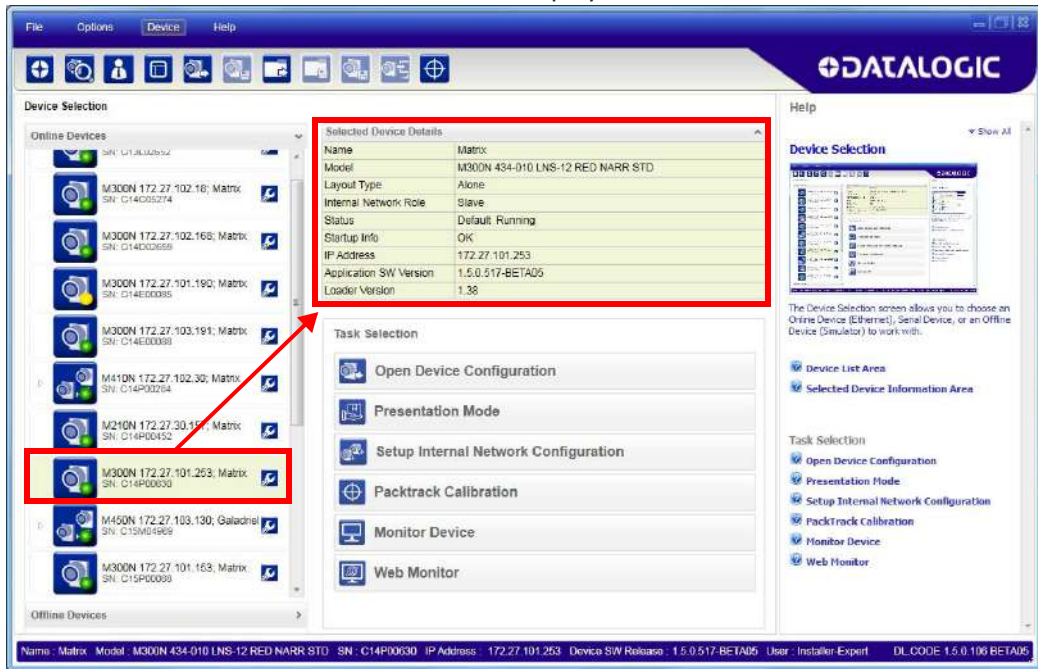 File Options Device Help
DATALOGIC
Device Selection
Online Devices
SN: C13L02652
M300N 172.27.102.18; Matrix
SN: C14C05274
M300N 172.27.102.168; Matrix
SN: C14D02659
M300N 172.27.101.190; Matrix
SN: C14E00085
M300N 172.27.103.191; Matrix
SN: C14E00088
M410N 172.27.102.30; Matrix
SN: C14P00284
M210N 172.27.30.157; Matrix
SN: C14P00452
M300N 172.27.101.253; Matrix
SN: C14P00630
M450N 172.27.103.130; Galadriel
SN: C15M04969
M300N 172.27.101.163; Matrix
SN: C15P00088
Offline Devices
Selected Device Details
Name Matrix
Model M300N 434-010 LNS-12 RED NARR STD
Layout Type Alone
Internal Network Role Slave
Status Default Running
Startup Info OK
IP Address 172.27.101.253
Application SW Version 1.5.0.517-BETA05
Loader Version 1.38
Task Selection
Open Device Configuration
Presentation Mode
Setup Internal Network Configuration
Packtrack Calibration
Monitor Device
Web Monitor
Help
Show All
Device Selection
The Device Selection screen allows you to choose an
Online Device (Ethernet), Serial Device, or an Offline
Device (Simulator) to work with.
Device List Area
Selected Device Information Area
Task Selection
Open Device Configuration
Presentation Mode
Setup Internal Network Configuration
PackTrack Calibration
Monitor Device
Web Monitor
Name : Matrix Model : M300N 434-010 LNS-12 RED NARR STD SN : C14P00630 IP Address : 172.27.101.253 Device SW Release : 1.5.0.517-BETA05 User : Installer-Expert DL.CODE 1.5.0.106 BETA05